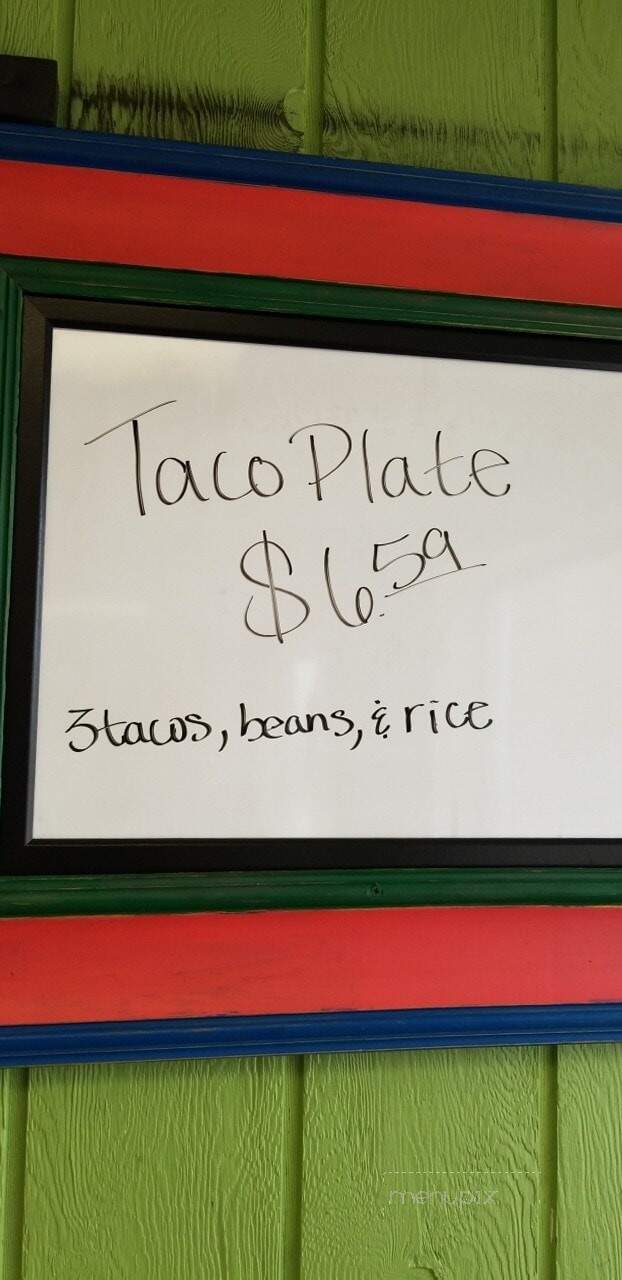 Taco Plate
$6.59
3 tacos, beans, & rice
menupix